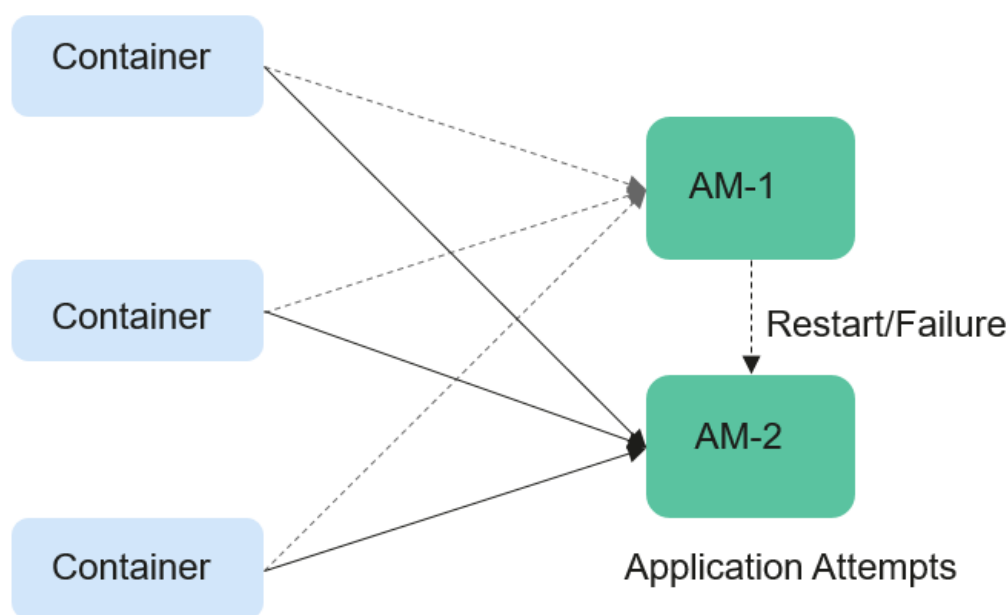 Container
AM-1
Container
Restart/Failure
AM-2
Container
Application Attempts